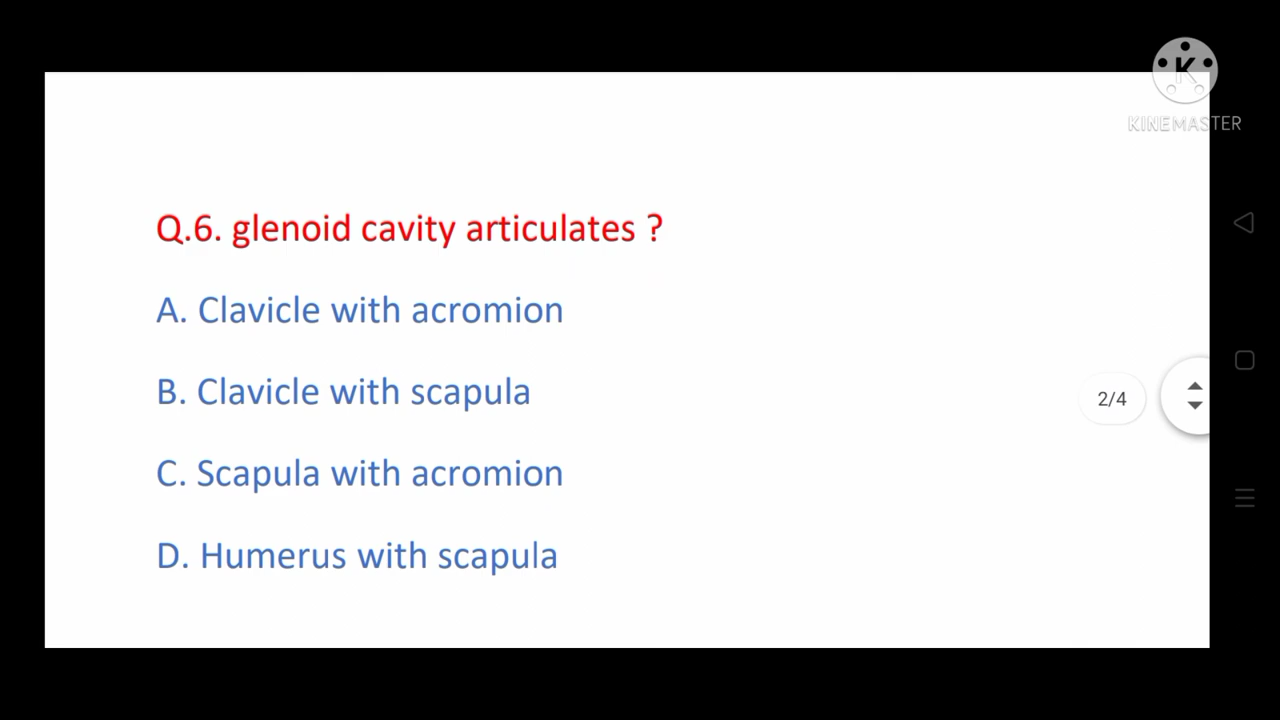 KINEMASTER
Q.6. glenoid cavity articulates ?
A. Clavicle with acromion
B. Clavicle with scapula
2/4
C. Scapula with acromion
D. Humerus with scapula